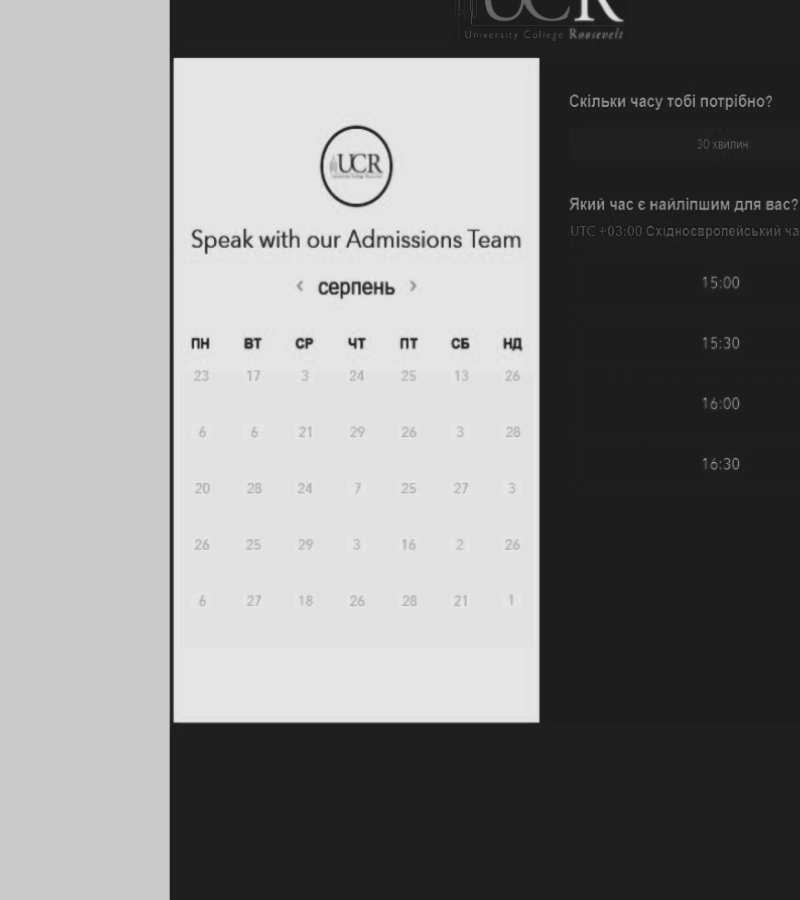 UCR
University College Roosevelt
UCR
Speak with our Admissions Team
‹ серпень ›
ПН ВТ СР ЧТ ПТ СБ НД
23 17 3 24 25 13 26
6 6 21 29 26 3 28
20 28 24 7 25 27 3
26 25 29 3 16 2 26
6 27 18 26 28 21 1
Скільки часу тобі потрібно?
30 хвилин
Який час є найліпшим для вас?
UTC +03:00 Східноєвропейський ча
15:00
15:30
16:00
16:30